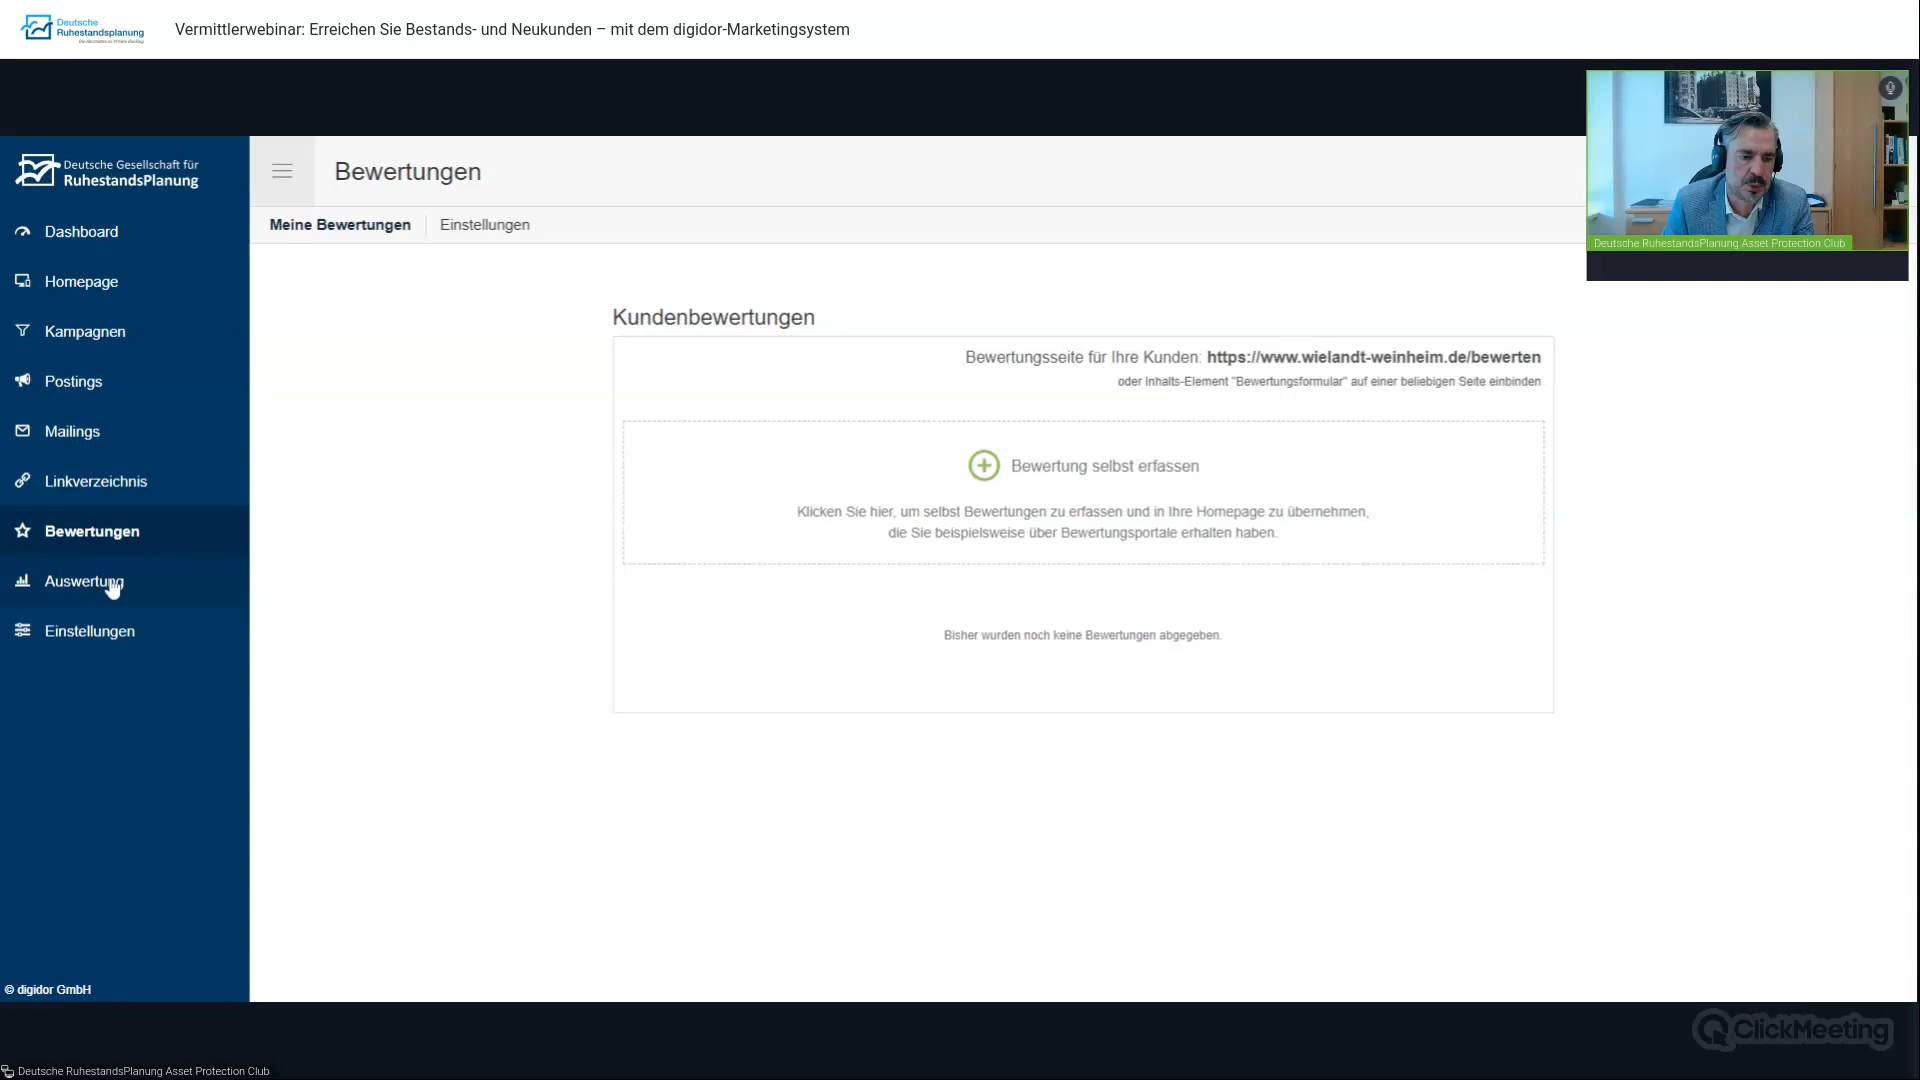 Deutsche
Ruhestandsplanung
Vermittlerwebinar: Erreichen Sie Bestands- und Neukunden – mit dem digidor-Marketingsystem
Deutsche RuhestandsPlanung Asset Protection Club
Deutsche Gesellschaft für
RuhestandsPlanung
Dashboard
Homepage
Kampagnen
Postings
Mailings
Linkverzeichnis
Bewertungen
Auswertung
Einstellungen
© digidor GmbH
Bewertungen
Meine Bewertungen
Einstellungen
Kundenbewertungen
Bewertungsseite für Ihre Kunden: https://www.wielandt-weinheim.de/bewerten
oder Inhalts-Element "Bewertungsformular" auf einer beliebigen Seite einbinden
Bewertung selbst erfassen
Klicken Sie hier, um selbst Bewertungen zu erfassen und in Ihre Homepage zu übernehmen,
die Sie beispielsweise über Bewertungsportale erhalten haben.
Bisher wurden noch keine Bewertungen abgegeben.
ClickMeeting
Deutsche RuhestandsPlanung Asset Protection Club